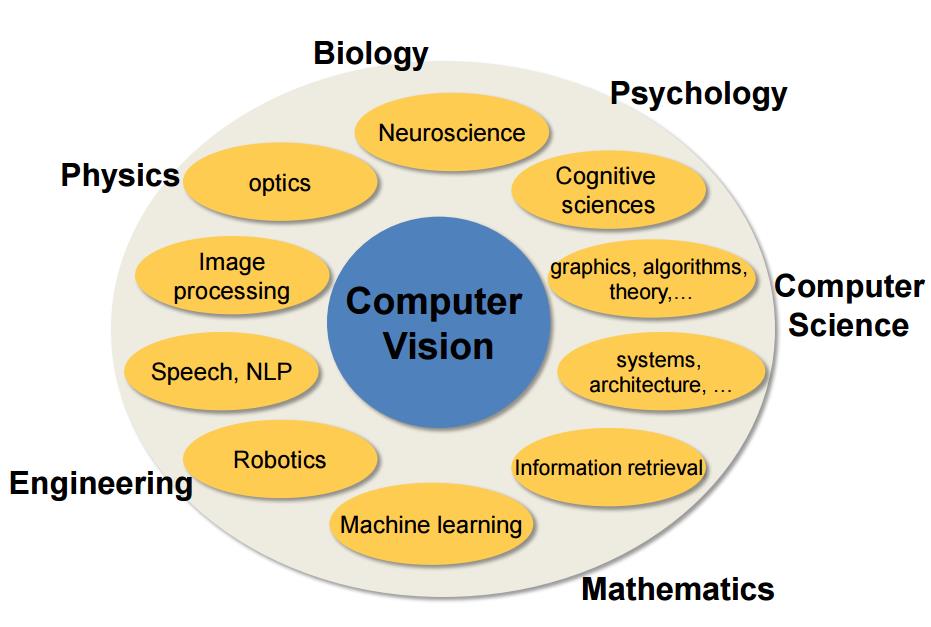 Biology
Psychology
Neuroscience
Physics
optics
Cognitive
sciences
Image
processing
graphics, algorithms,
theory,...
Computer
Vision
Computer
Science
Speech, NLP
systems,
architecture, ...
Robotics
Information retrieval
Engineering
Machine learning
Mathematics